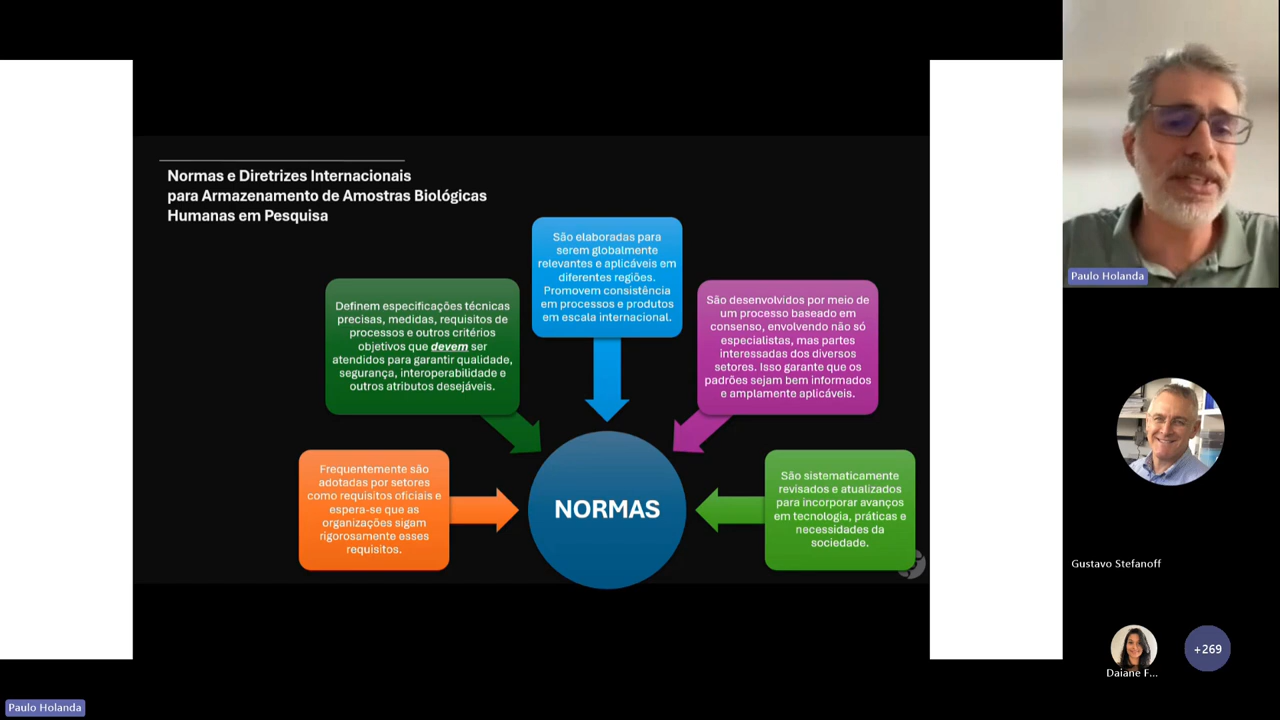 Normas e Diretrizes Internacionais
para Armazenamento de Amostras Biológicas
Humanas em Pesquisa
São elaboradas para
serem globalmente
relevantes e aplicáveis em
diferentes regiões.
Promovem consistência
em processos e produtos
em escala internacional.
Definem especificações técnicas
precisas, medidas, requisitos de
processos e outros critérios
objetivos que devem ser
atendidos para garantir qualidade,
segurança, interoperabilidade e
outros atributos desejáveis.
São desenvolvidos por meio de
um processo baseado em
consenso, envolvendo não só
especialistas, mas partes
interessadas dos diversos
setores. Isso garante que os
padrões sejam bem informados
e amplamente aplicáveis.
Frequentemente são
adotadas por setores
como requisitos oficiais e
espera-se que as
organizações sigam
rigorosamente esses
requisitos.
NORMAS
São sistematicamente
revisados e atualizados
para incorporar avanços
em tecnologia, práticas e
necessidades da
sociedade.
Paulo Holanda
Gustavo Stefanoff
Daiane F...
+269
Paulo Holanda